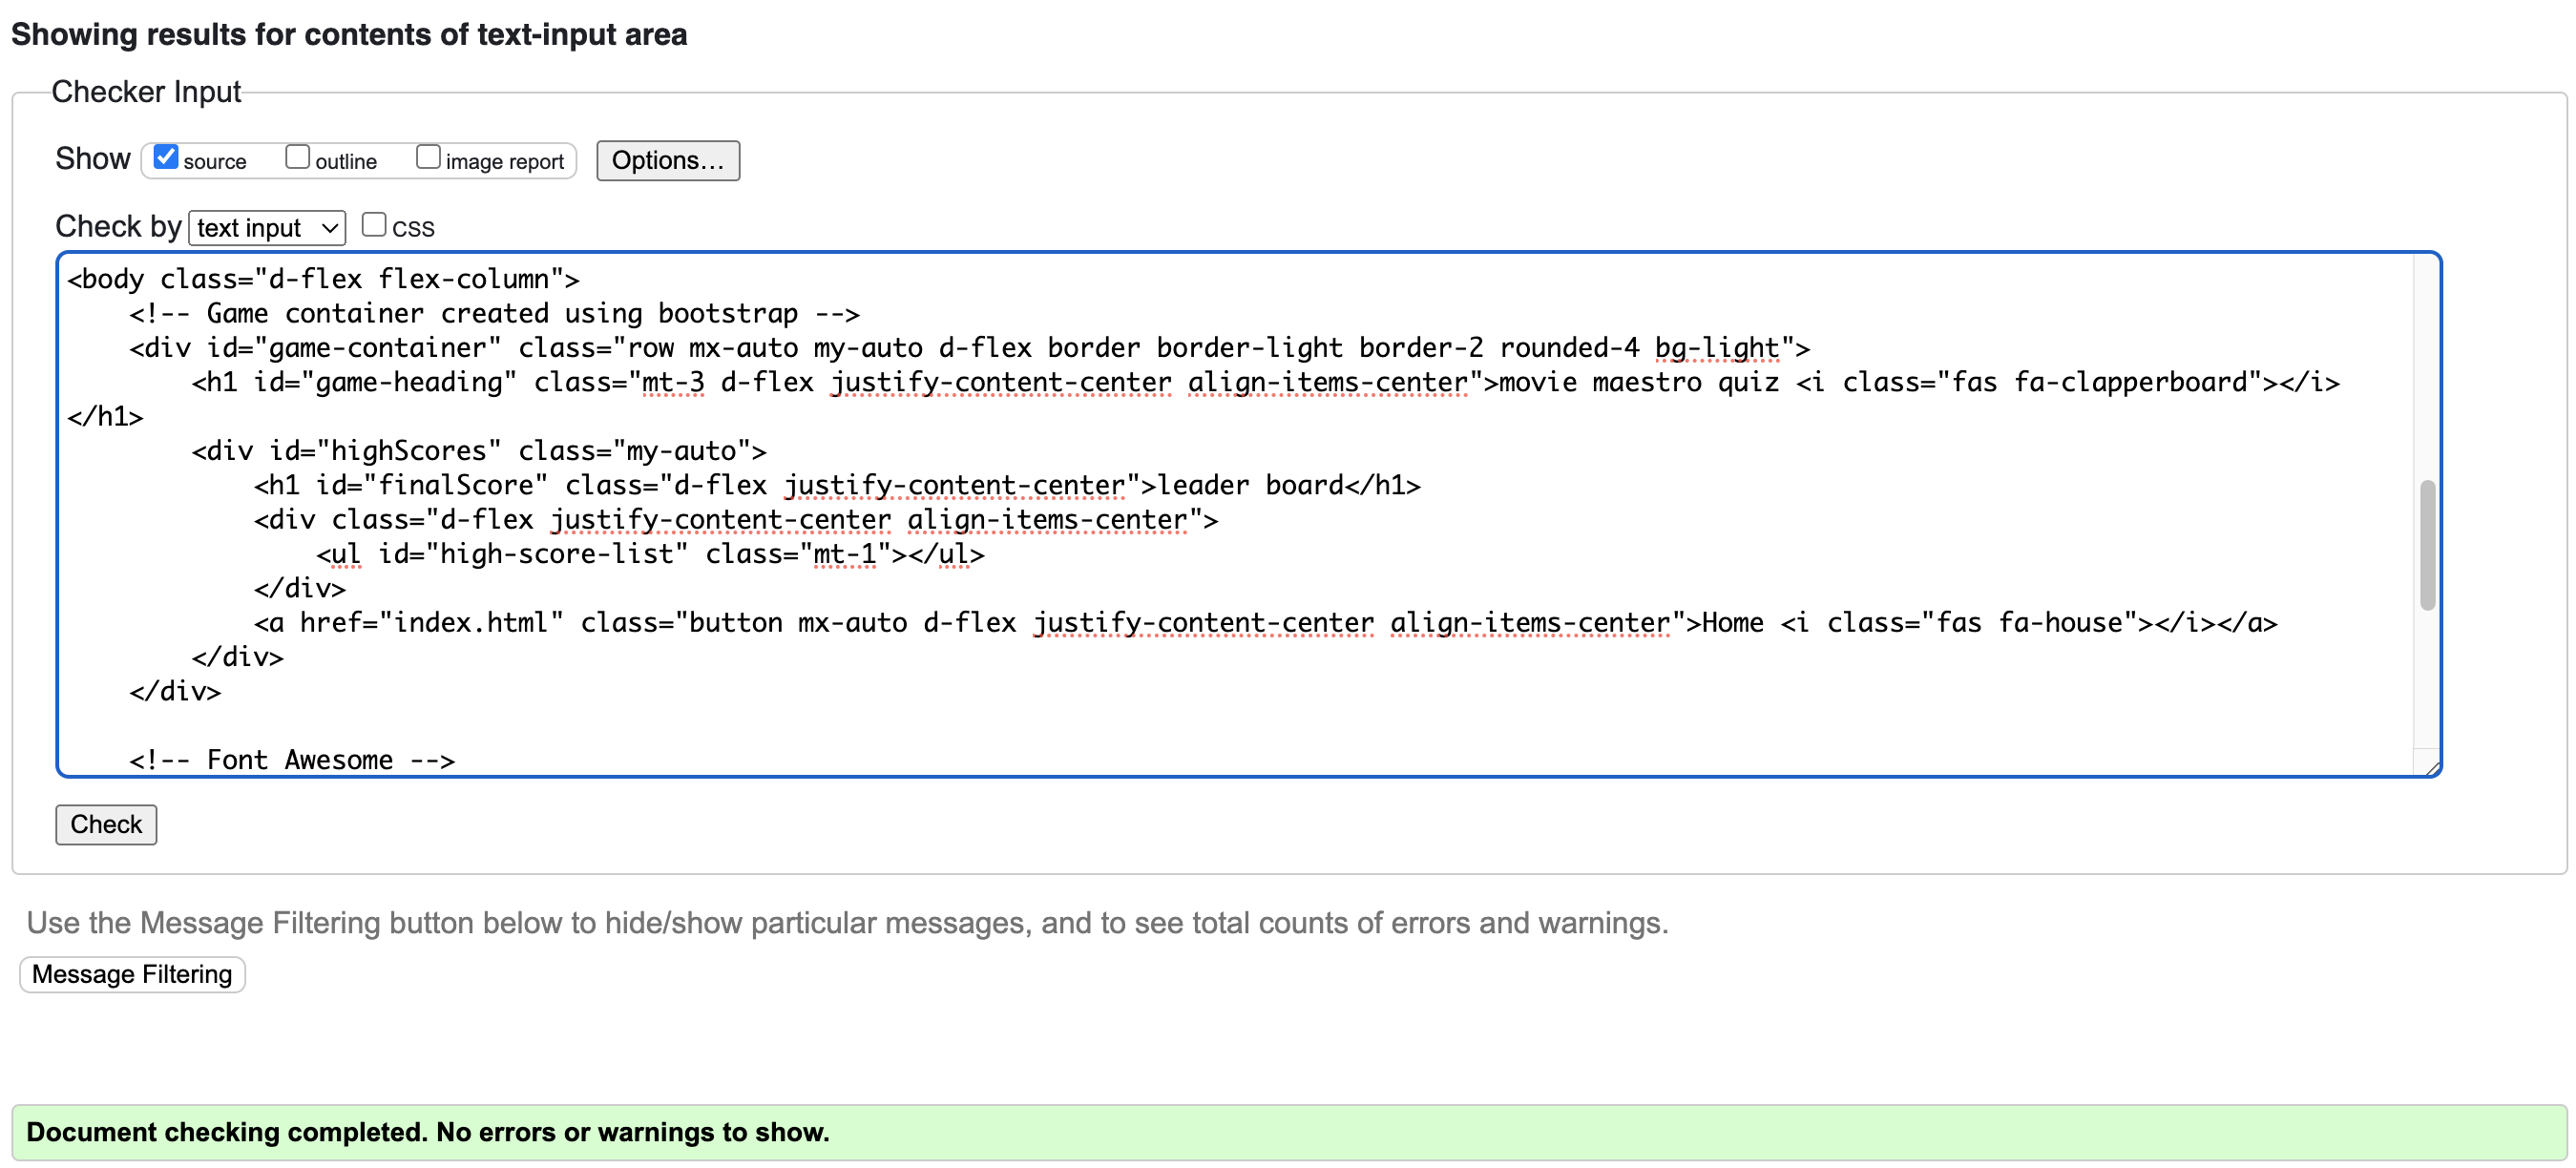 Showing results for contents of text-input area
Checker Input
Show source outline image report Options...
Check by text input CSS
<body class="d-flex flex-column">
    <!-- Game container created using bootstrap -->
    <div id="game-container" class="row mx-auto my-auto d-flex border border-light border-2 rounded-4 bg-light">
        <h1 id="game-heading" class="mt-3 d-flex justify-content-center align-items-center">movie maestro quiz <i class="fas fa-clapperboard"></i>
</h1>
        <div id="highScores" class="my-auto">
            <h1 id="finalScore" class="d-flex justify-content-center">leader board</h1>
            <div class="d-flex justify-content-center align-items-center">
                <ul id="high-score-list" class="mt-1"></ul>
            </div>
            <a href="index.html" class="button mx-auto d-flex justify-content-center align-items-center">Home <i class="fas fa-house"></i></a>
        </div>
    </div>
    <!-- Font Awesome -->
Check
Use the Message Filtering button below to hide/show particular messages, and to see total counts of errors and warnings.
Message Filtering
Document checking completed. No errors or warnings to show.